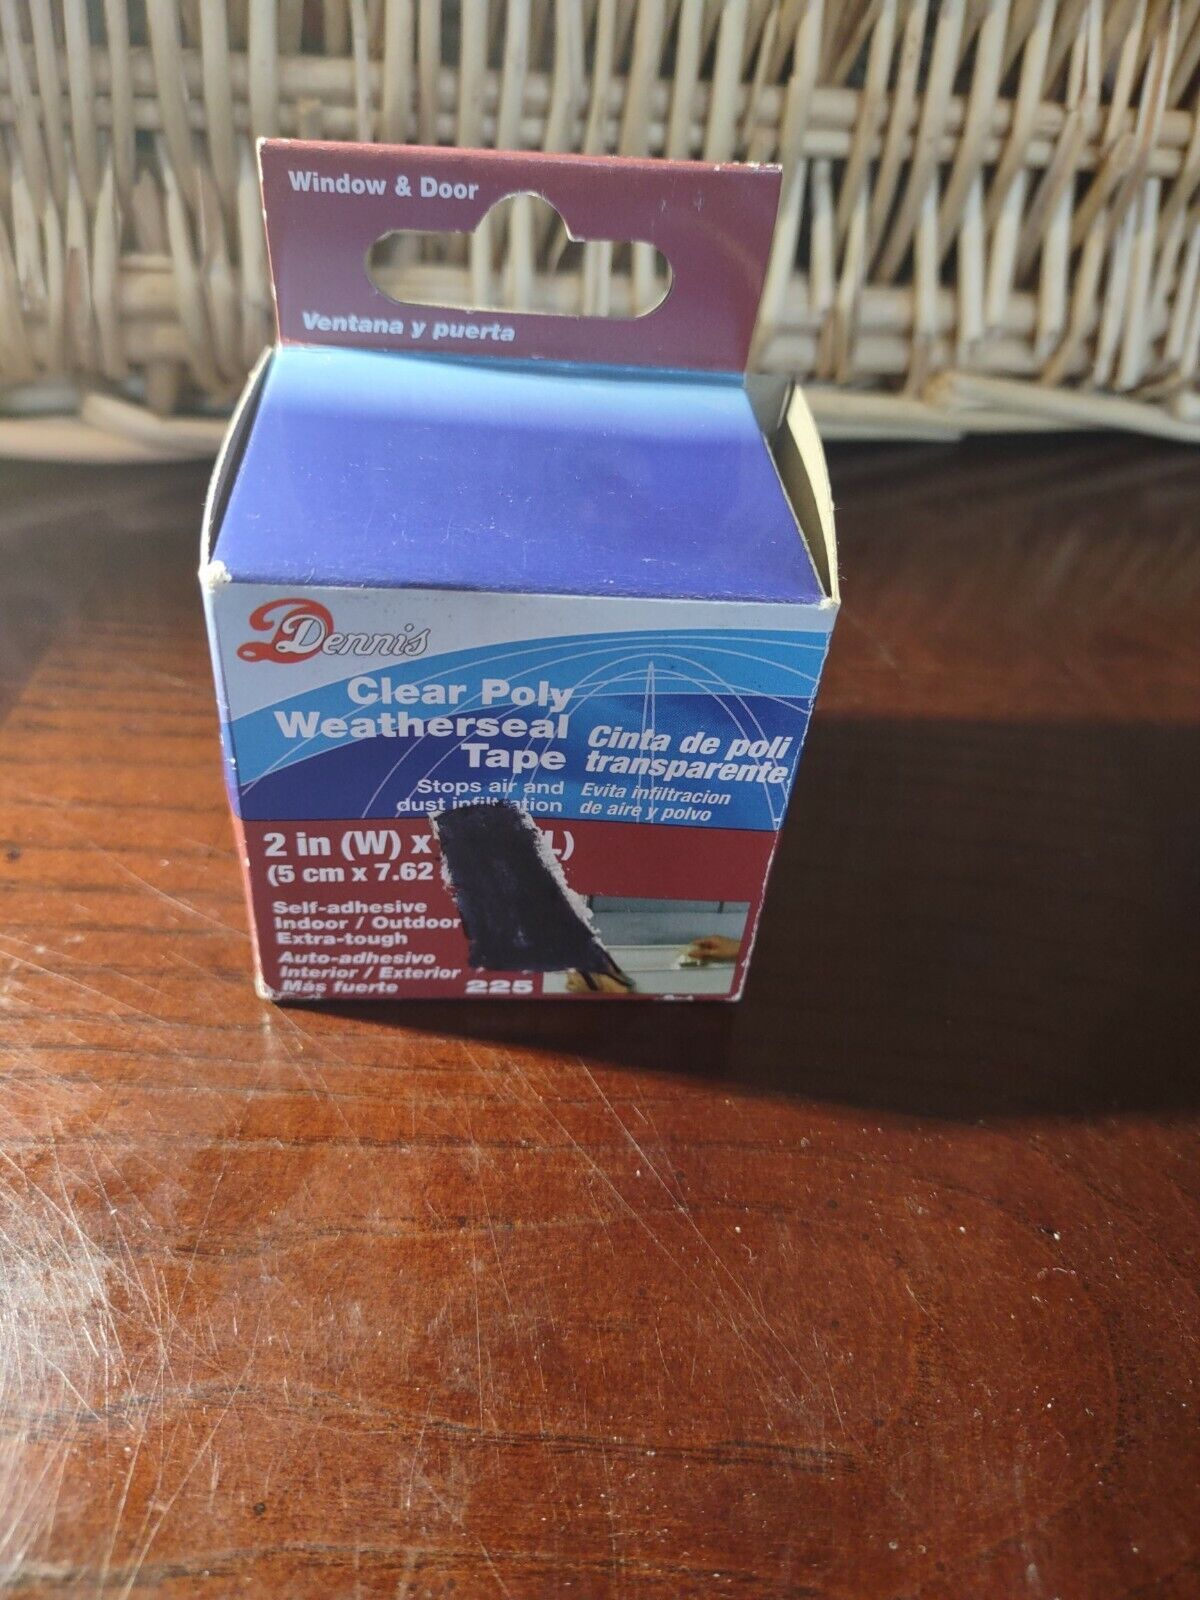 Window & Door
Ventana y puerta
Dennis
Clear Poly
Weatherseal
Tape
Stops air and
dust infiltration
Cinta de poli
transparente
Evita infiltracion
de aire y polvo
2 in (W) x L)
(5 cm x 7.62
Self-adhesive
Indoor / Outdoor
Extra-tough
Auto-adhesivo
Interior / Exterior
Más fuerte
225